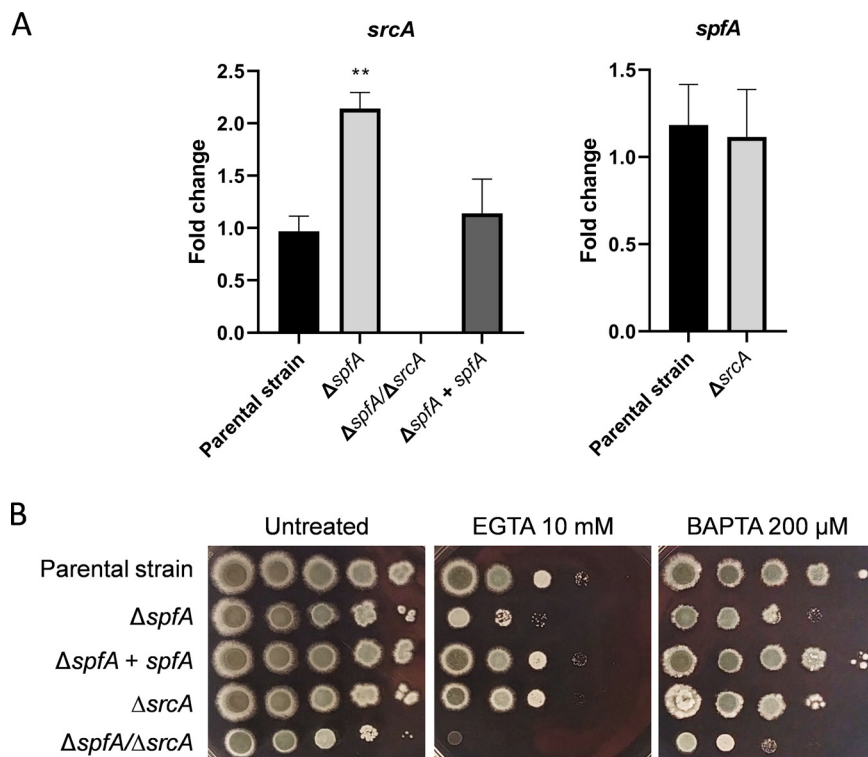 A
srcA
spfA
Fold change
2.5
2.0
1.5
1.0
0.5
0.0
**
Parental strain
ΔspfA
ΔspfA/ΔsrcA
ΔspfA + spfA
Fold change
1.5
1.0
0.5
0.0
Parental strain
ΔsrcA
B
Untreated
EGTA 10 mM
BAPTA 200 µM
Parental strain
ΔspfA
ΔspfA + spfA
ΔsrcA
ΔspfA/ΔsrcA